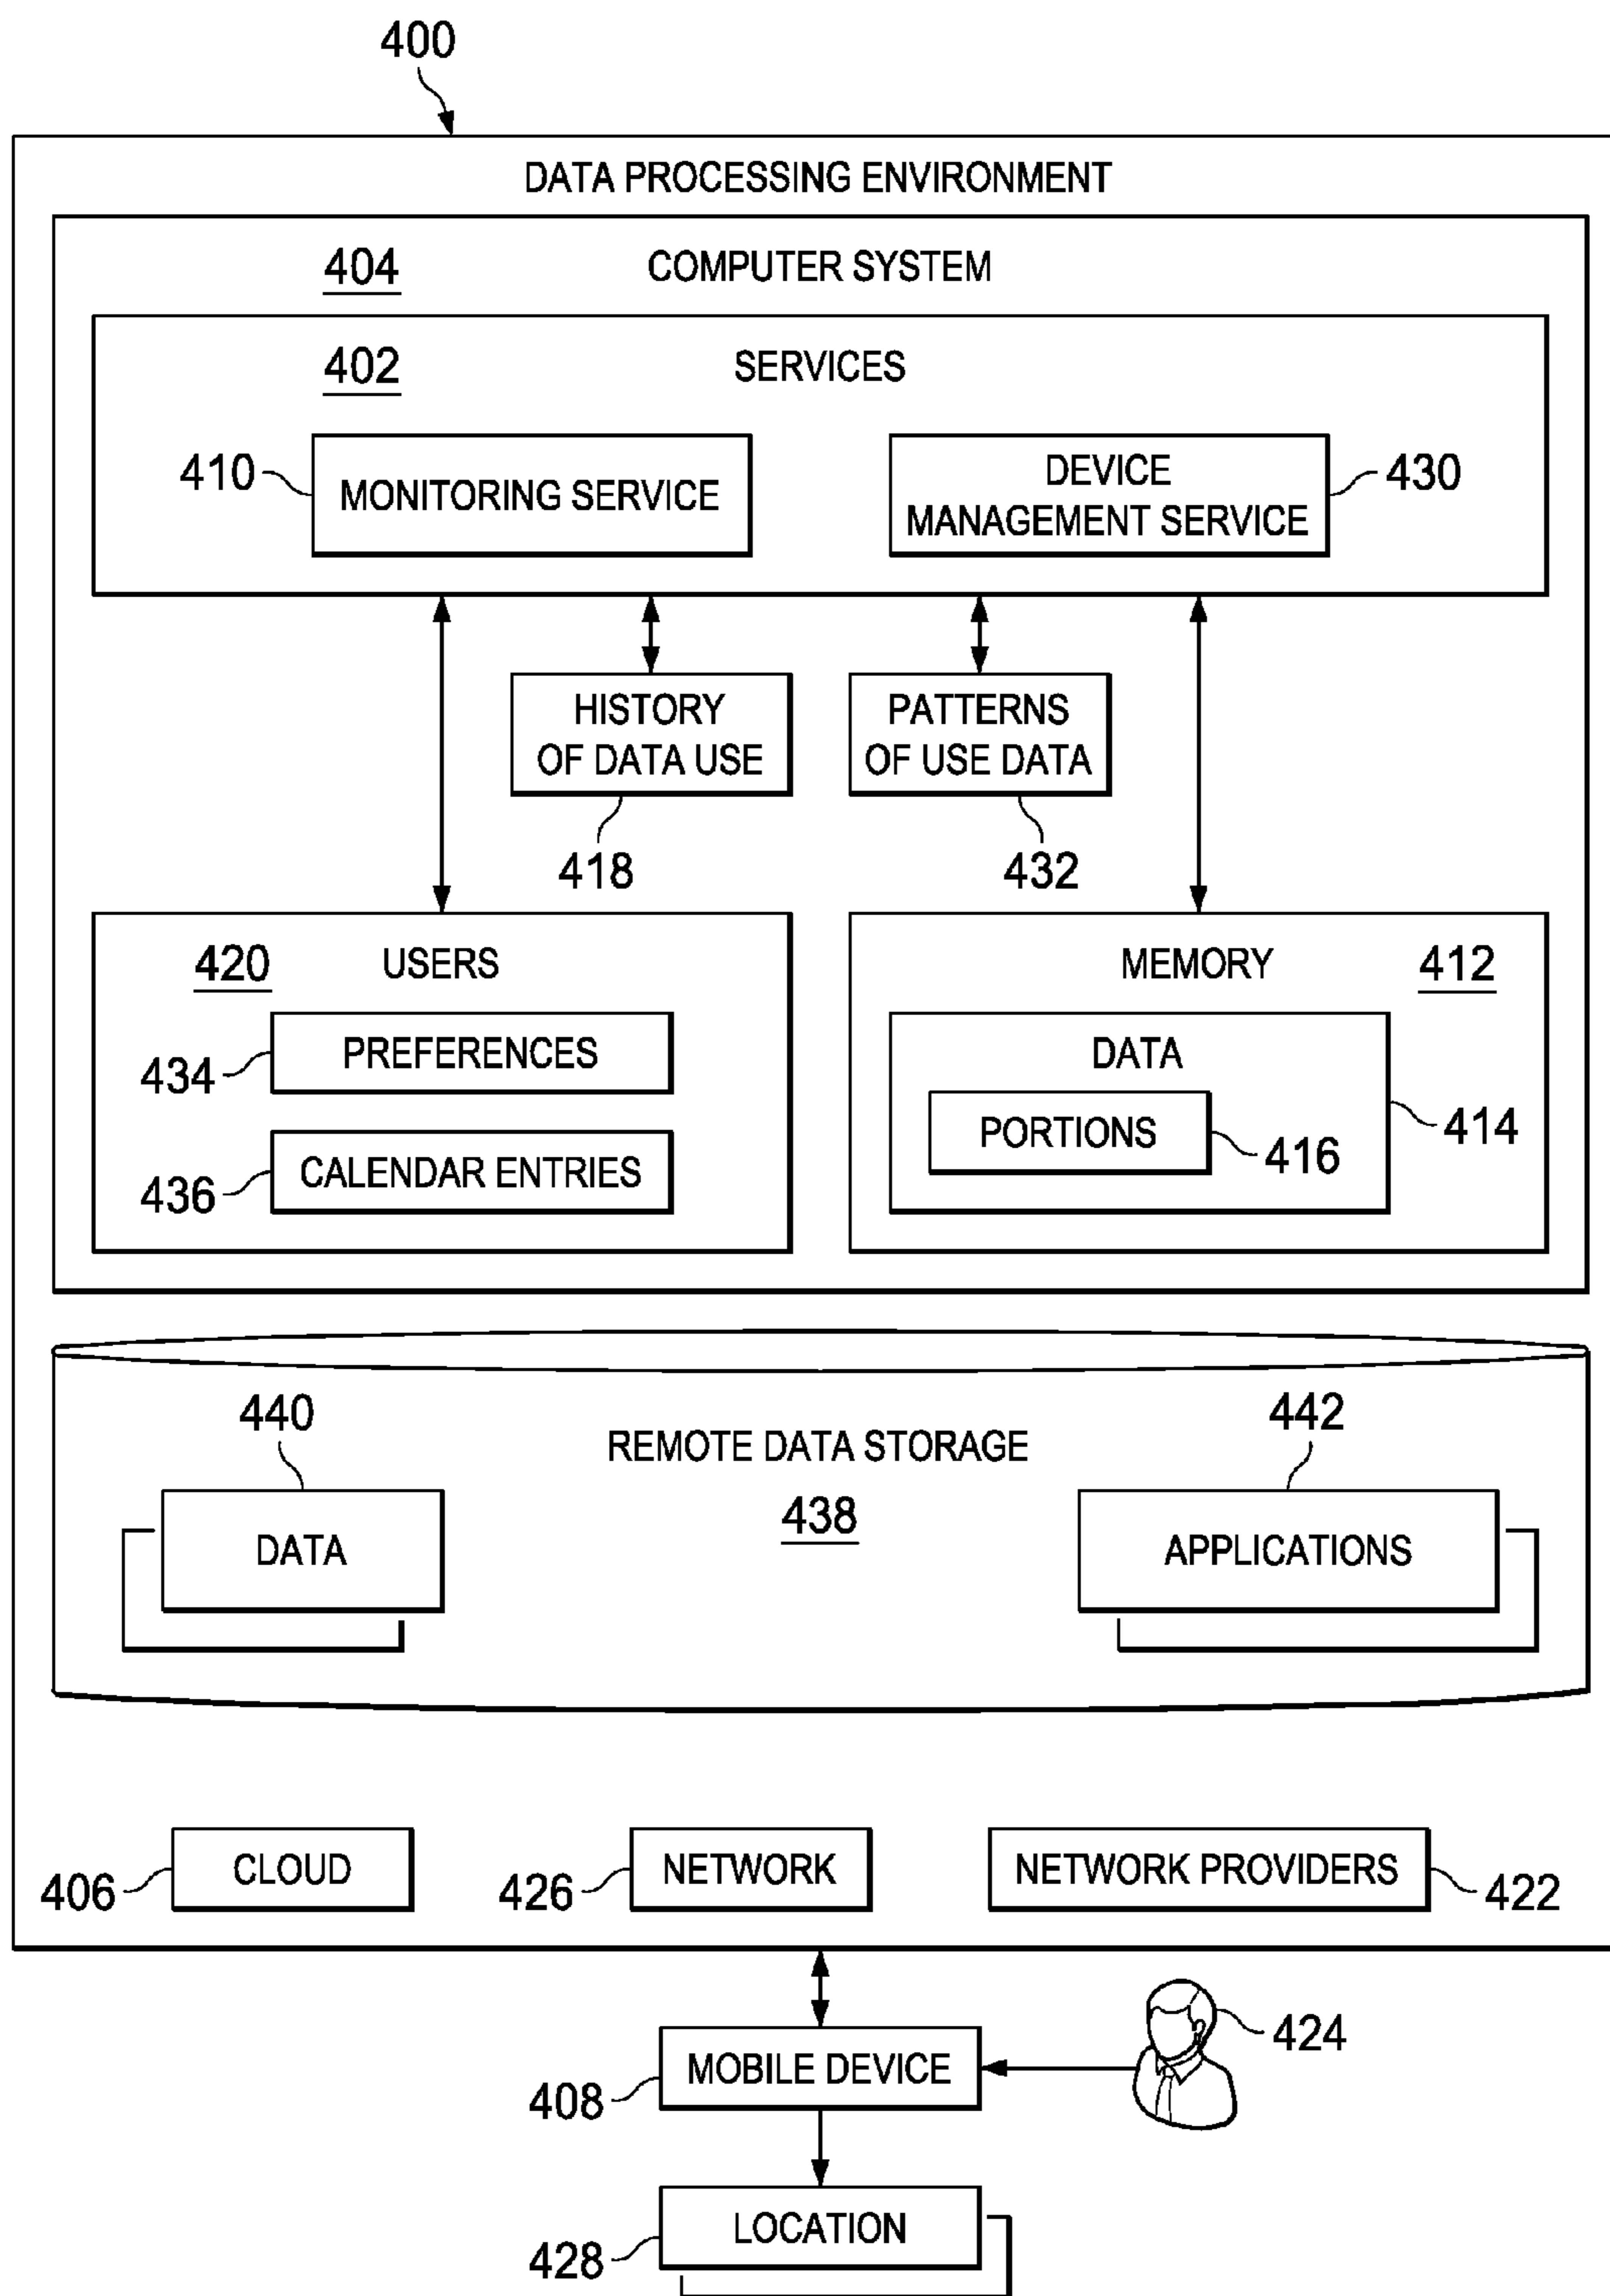 400
DATA PROCESSING ENVIRONMENT
404
COMPUTER SYSTEM
402
SERVICES
410
MONITORING SERVICE
DEVICE
MANAGEMENT SERVICE
430
HISTORY
OF DATA USE
418
PATTERNS
OF USE DATA
432
420
USERS
434
PREFERENCES
436
CALENDAR ENTRIES
MEMORY
412
DATA
414
PORTIONS
416
REMOTE DATA STORAGE
438
440
DATA
442
APPLICATIONS
406
CLOUD
426
NETWORK
NETWORK PROVIDERS
422
408
MOBILE DEVICE
424
428
LOCATION